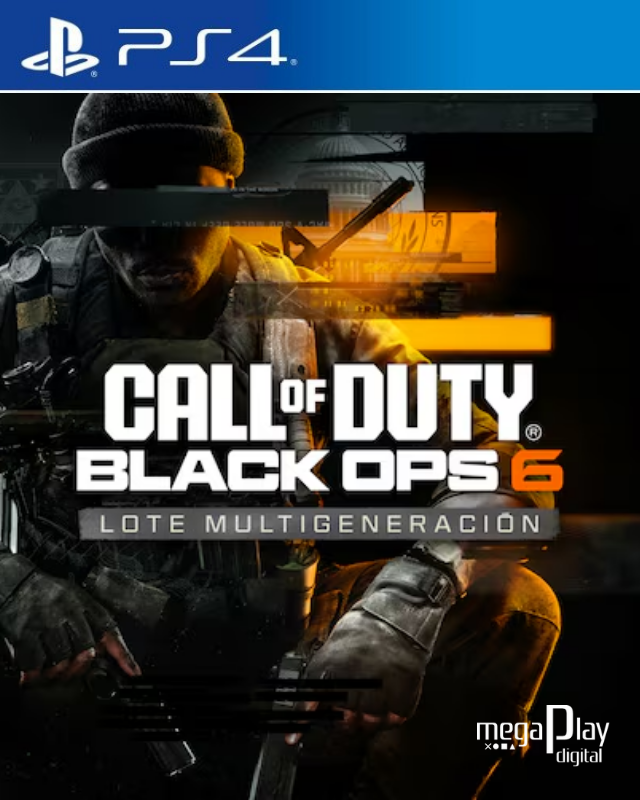 PS4
CALL OF DUTY®
BLACK OPS 6
LOTE MULTIGENERACIÓN
megaPlay
digital